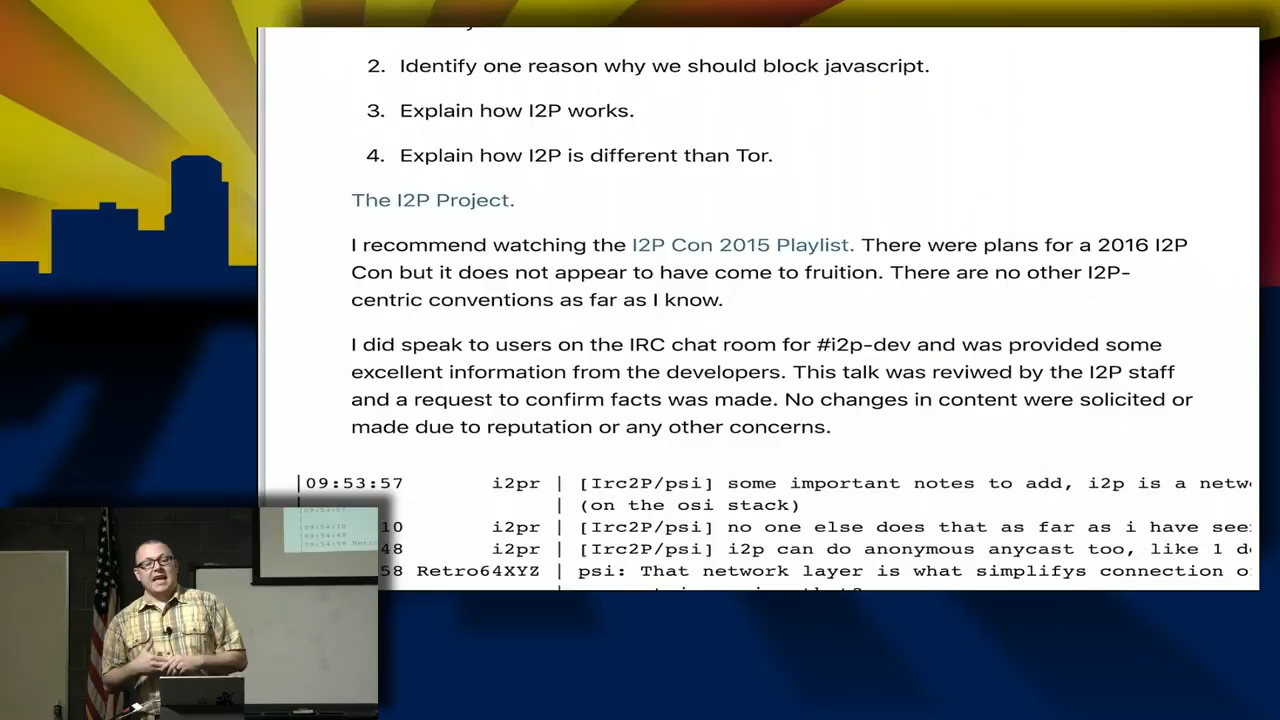 2. Identify one reason why we should block javascript.
3. Explain how I2P works.
4. Explain how I2P is different than Tor.
The I2P Project.
I recommend watching the I2P Con 2015 Playlist. There were plans for a 2016 I2P
Con but it does not appear to have come to fruition. There are no other I2P-
centric conventions as far as I know.
I did speak to users on the IRC chat room for #i2p-dev and was provided some
excellent information from the developers. This talk was reviwed by the I2P staff
and a request to confirm facts was made. No changes in content were solicited or
made due to reputation or any other concerns.
|09:53:57 i2pr | [Irc2P/psi] some important notes to add, i2p is a netw
| (on the osi stack)
10 i2pr | [Irc2P/psi] no one else does that as far as i have see
48 i2pr | [Irc2P/psi] i2p can do anonymous anycast too, like 1 d
58 Retro64XYZ | psi: That network layer is what simplifys connection o